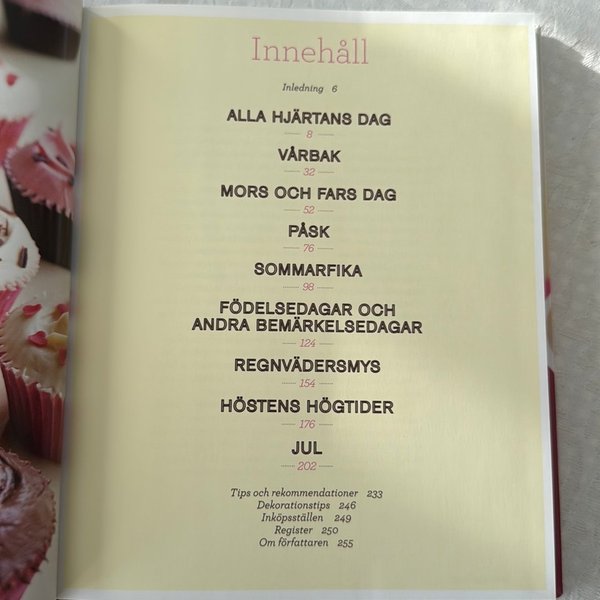 Innehåll
Inledning 6
ALLA HJÄRTANS DAG
8
VÅRBAK
32
MORS OCH FARS DAG
52
PÅSK
76
SOMMARFIKA
98
FÖDELSEDAGAR OCH
ANDRA BEMÄRKELSEDAGAR
124
REGNVÄDERSMYS
154
HÖSTENS HÖGTIDER
176
JUL
202
Tips och rekommendationer 233
Dekorationstips 246
Inköpsställen 249
Register 250
Om författaren 255